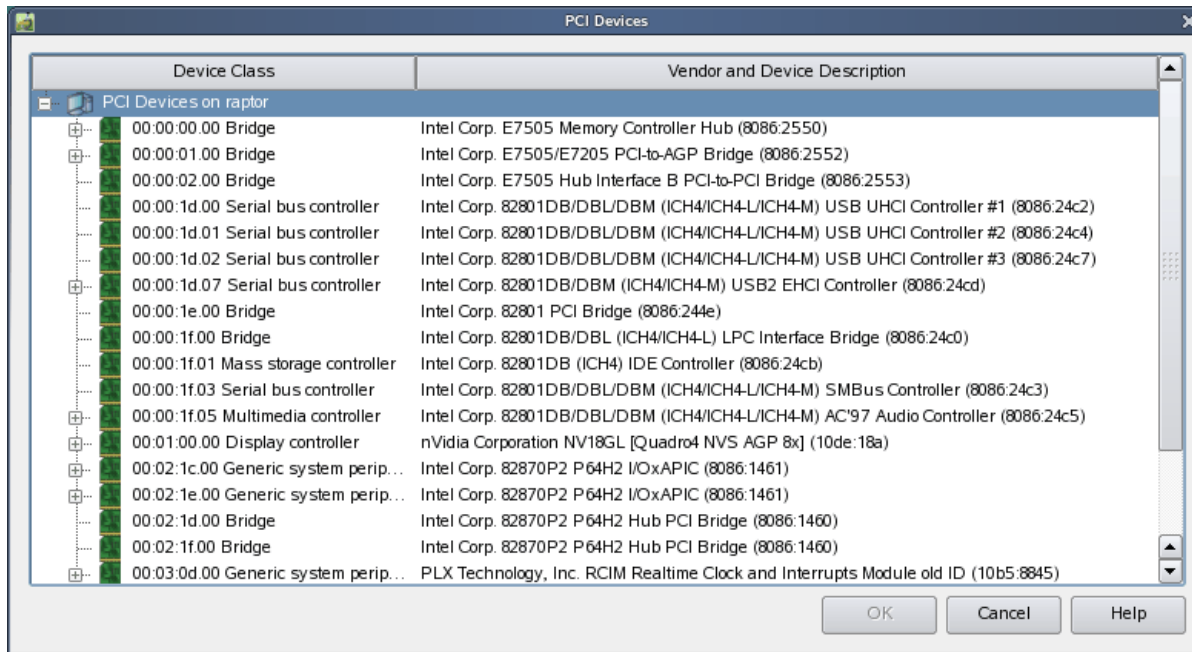 PCI Devices
Device Class Vendor and Device Description
PCI Devices on raptor
00:00:00.00 Bridge Intel Corp. E7505 Memory Controller Hub (8086:2550)
00:00:01.00 Bridge Intel Corp. E7505/E7205 PCI-to-AGP Bridge (8086:2552)
00:00:02.00 Bridge Intel Corp. E7505 Hub Interface B PCI-to-PCI Bridge (8086:2553)
00:00:1d.00 Serial bus controller Intel Corp. 82801DB/DBL/DBM (ICH4/ICH4-L/ICH4-M) USB UHCI Controller #1 (8086:24c2)
00:00:1d.01 Serial bus controller Intel Corp. 82801DB/DBL/DBM (ICH4/ICH4-L/ICH4-M) USB UHCI Controller #2 (8086:24c4)
00:00:1d.02 Serial bus controller Intel Corp. 82801DB/DBL/DBM (ICH4/ICH4-L/ICH4-M) USB UHCI Controller #3 (8086:24c7)
00:00:1d.07 Serial bus controller Intel Corp. 82801DB/DBM (ICH4/ICH4-M) USB2 EHCI Controller (8086:24cd)
00:00:1e.00 Bridge Intel Corp. 82801 PCI Bridge (8086:244e)
00:00:1f.00 Bridge Intel Corp. 82801DB/DBL (ICH4/ICH4-L) LPC Interface Bridge (8086:24c0)
00:00:1f.01 Mass storage controller Intel Corp. 82801DB (ICH4) IDE Controller (8086:24cb)
00:00:1f.03 Serial bus controller Intel Corp. 82801DB/DBL/DBM (ICH4/ICH4-L/ICH4-M) SMBus Controller (8086:24c3)
00:00:1f.05 Multimedia controller Intel Corp. 82801DB/DBL/DBM (ICH4/ICH4-L/ICH4-M) AC'97 Audio Controller (8086:24c5)
00:01:00.00 Display controller nVidia Corporation NV18GL [Quadro4 NVS AGP 8x] (10de:18a)
00:02:1c.00 Generic system perip... Intel Corp. 82870P2 P64H2 I/OxAPIC (8086:1461)
00:02:1e.00 Generic system perip... Intel Corp. 82870P2 P64H2 I/OxAPIC (8086:1461)
00:02:1d.00 Bridge Intel Corp. 82870P2 P64H2 Hub PCI Bridge (8086:1460)
00:02:1f.00 Bridge Intel Corp. 82870P2 P64H2 Hub PCI Bridge (8086:1460)
00:03:0d.00 Generic system perip... PLX Technology, Inc. RCIM Realtime Clock and Interrupts Module old ID (10b5:8845)
OK Cancel Help